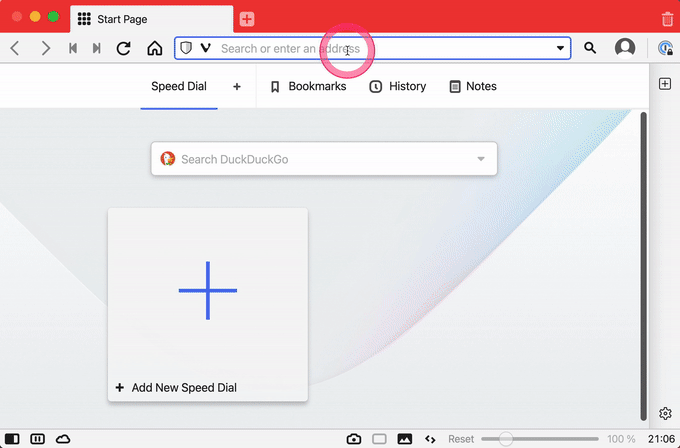 Start Page
Search or enter an address
Speed Dial
Bookmarks
History
Notes
Search DuckDuckGo
Add New Speed Dial
Reset
100 %
21:06